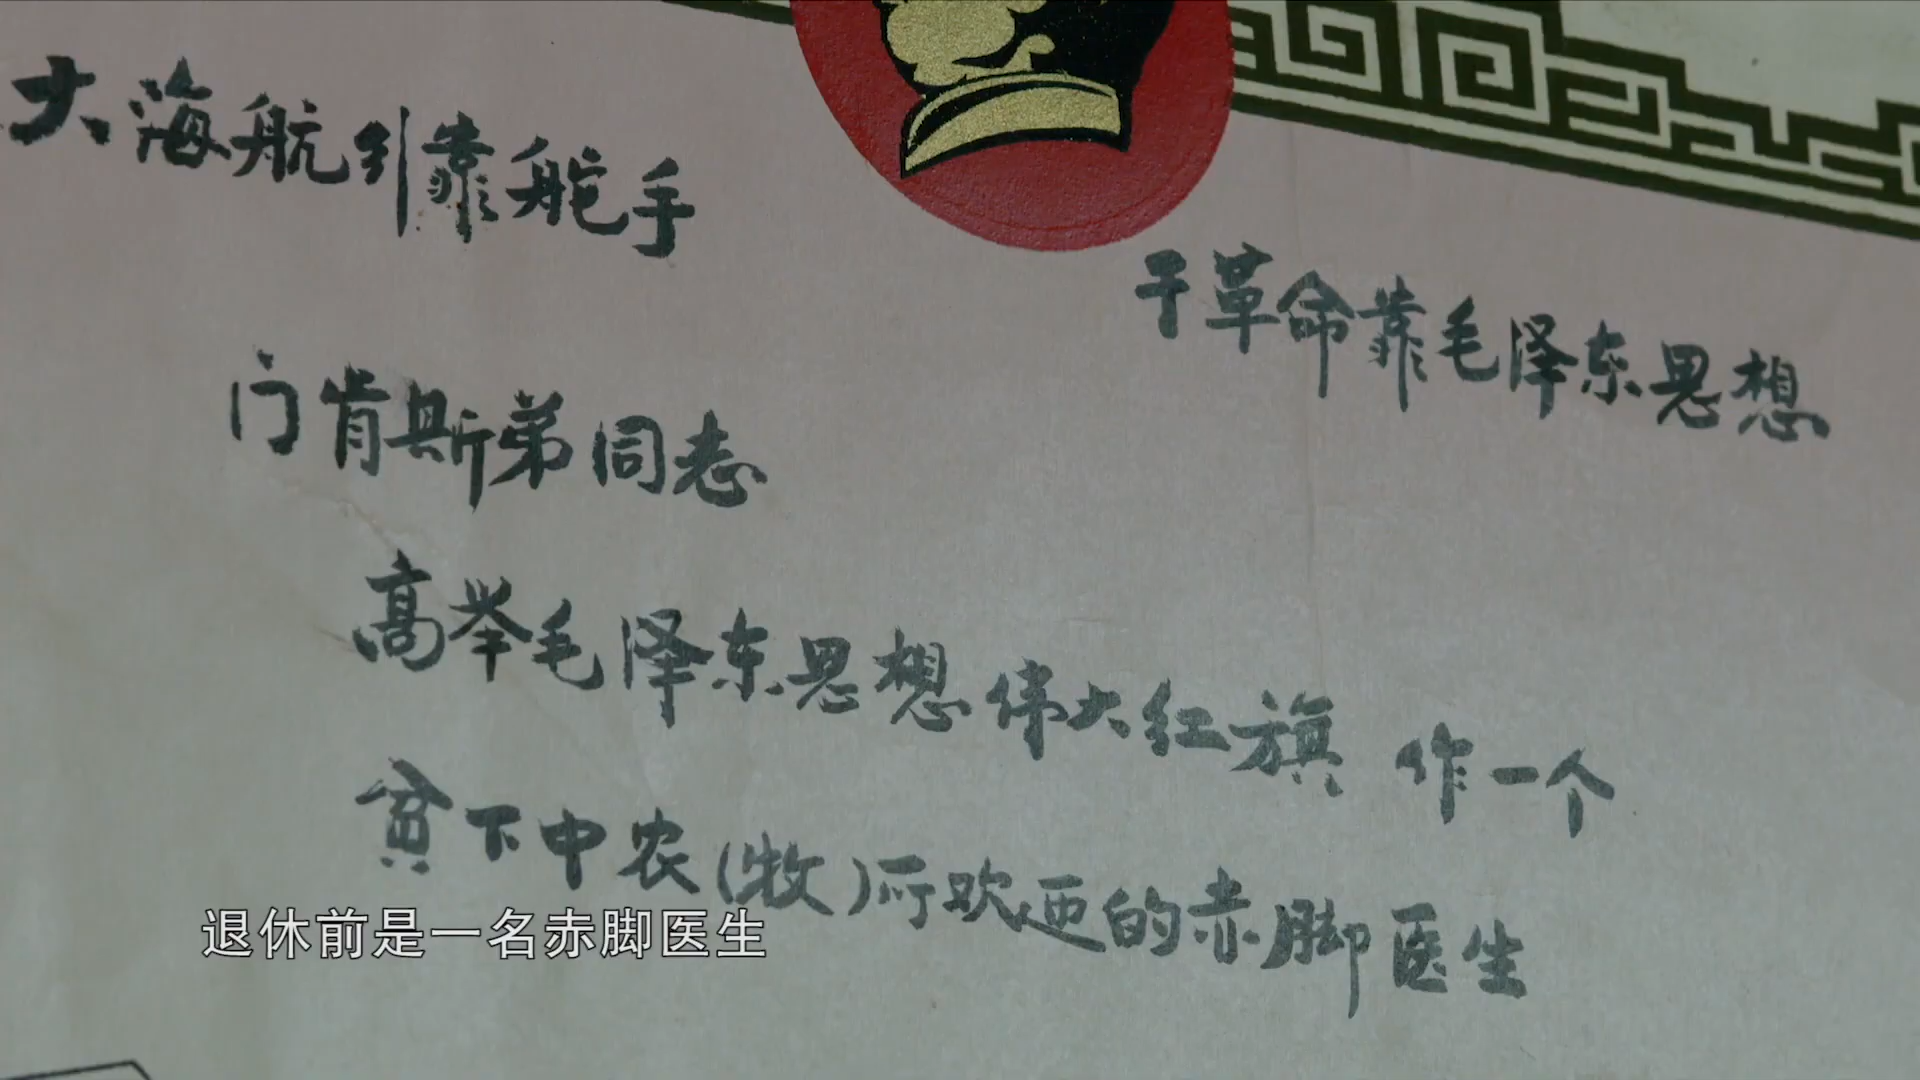 大海航引靠舵手
干革命靠毛泽东思想
门肯斯弟同志
高举毛泽东思想伟大红旗 作一个
贫下中农(牧)所欢迎的赤脚医生
退休前是一名赤脚医生